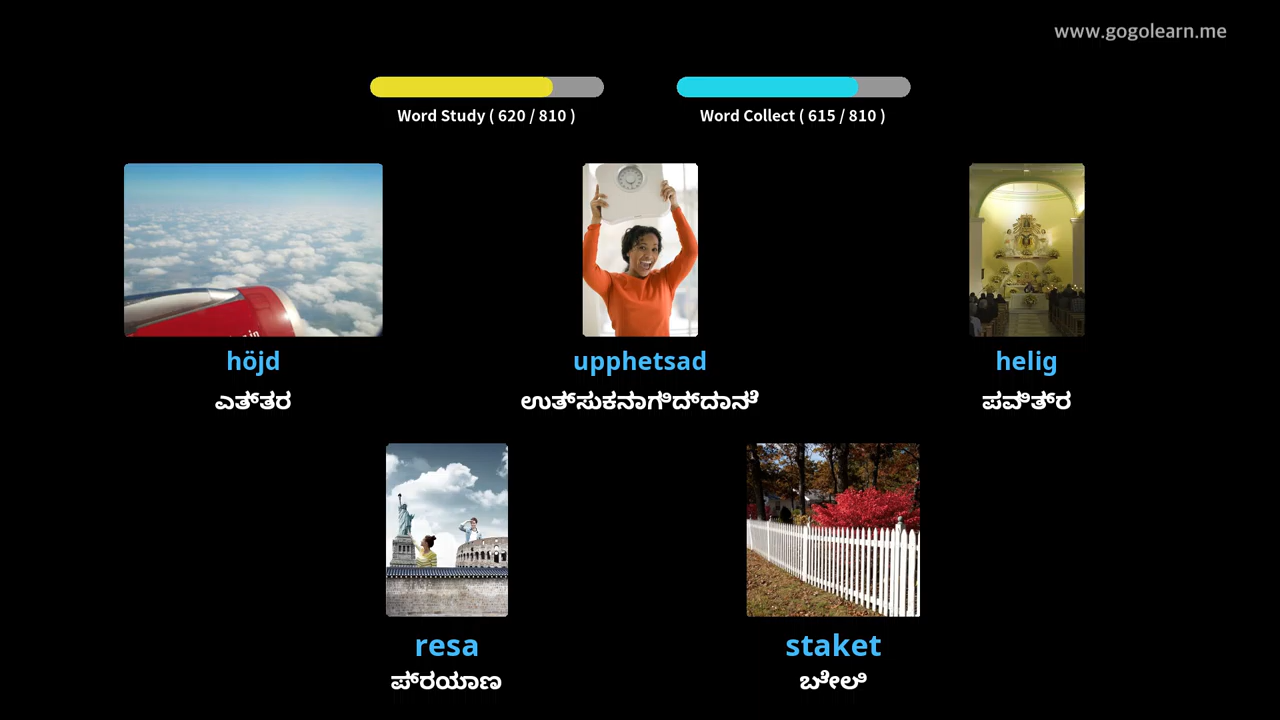 www.gogolearn.me
Word Study ( 620 / 810 )
Word Collect ( 615 / 810 )
höjd
upphetsad
helig
ಎತ್ತರ
ಉತ್ಸುಕನಾಗಿದ್ದಾನೆ
ಪವಿತ್ರ
resa
staket
ಪ್ರಯಾಣ
ಬೇಲಿ